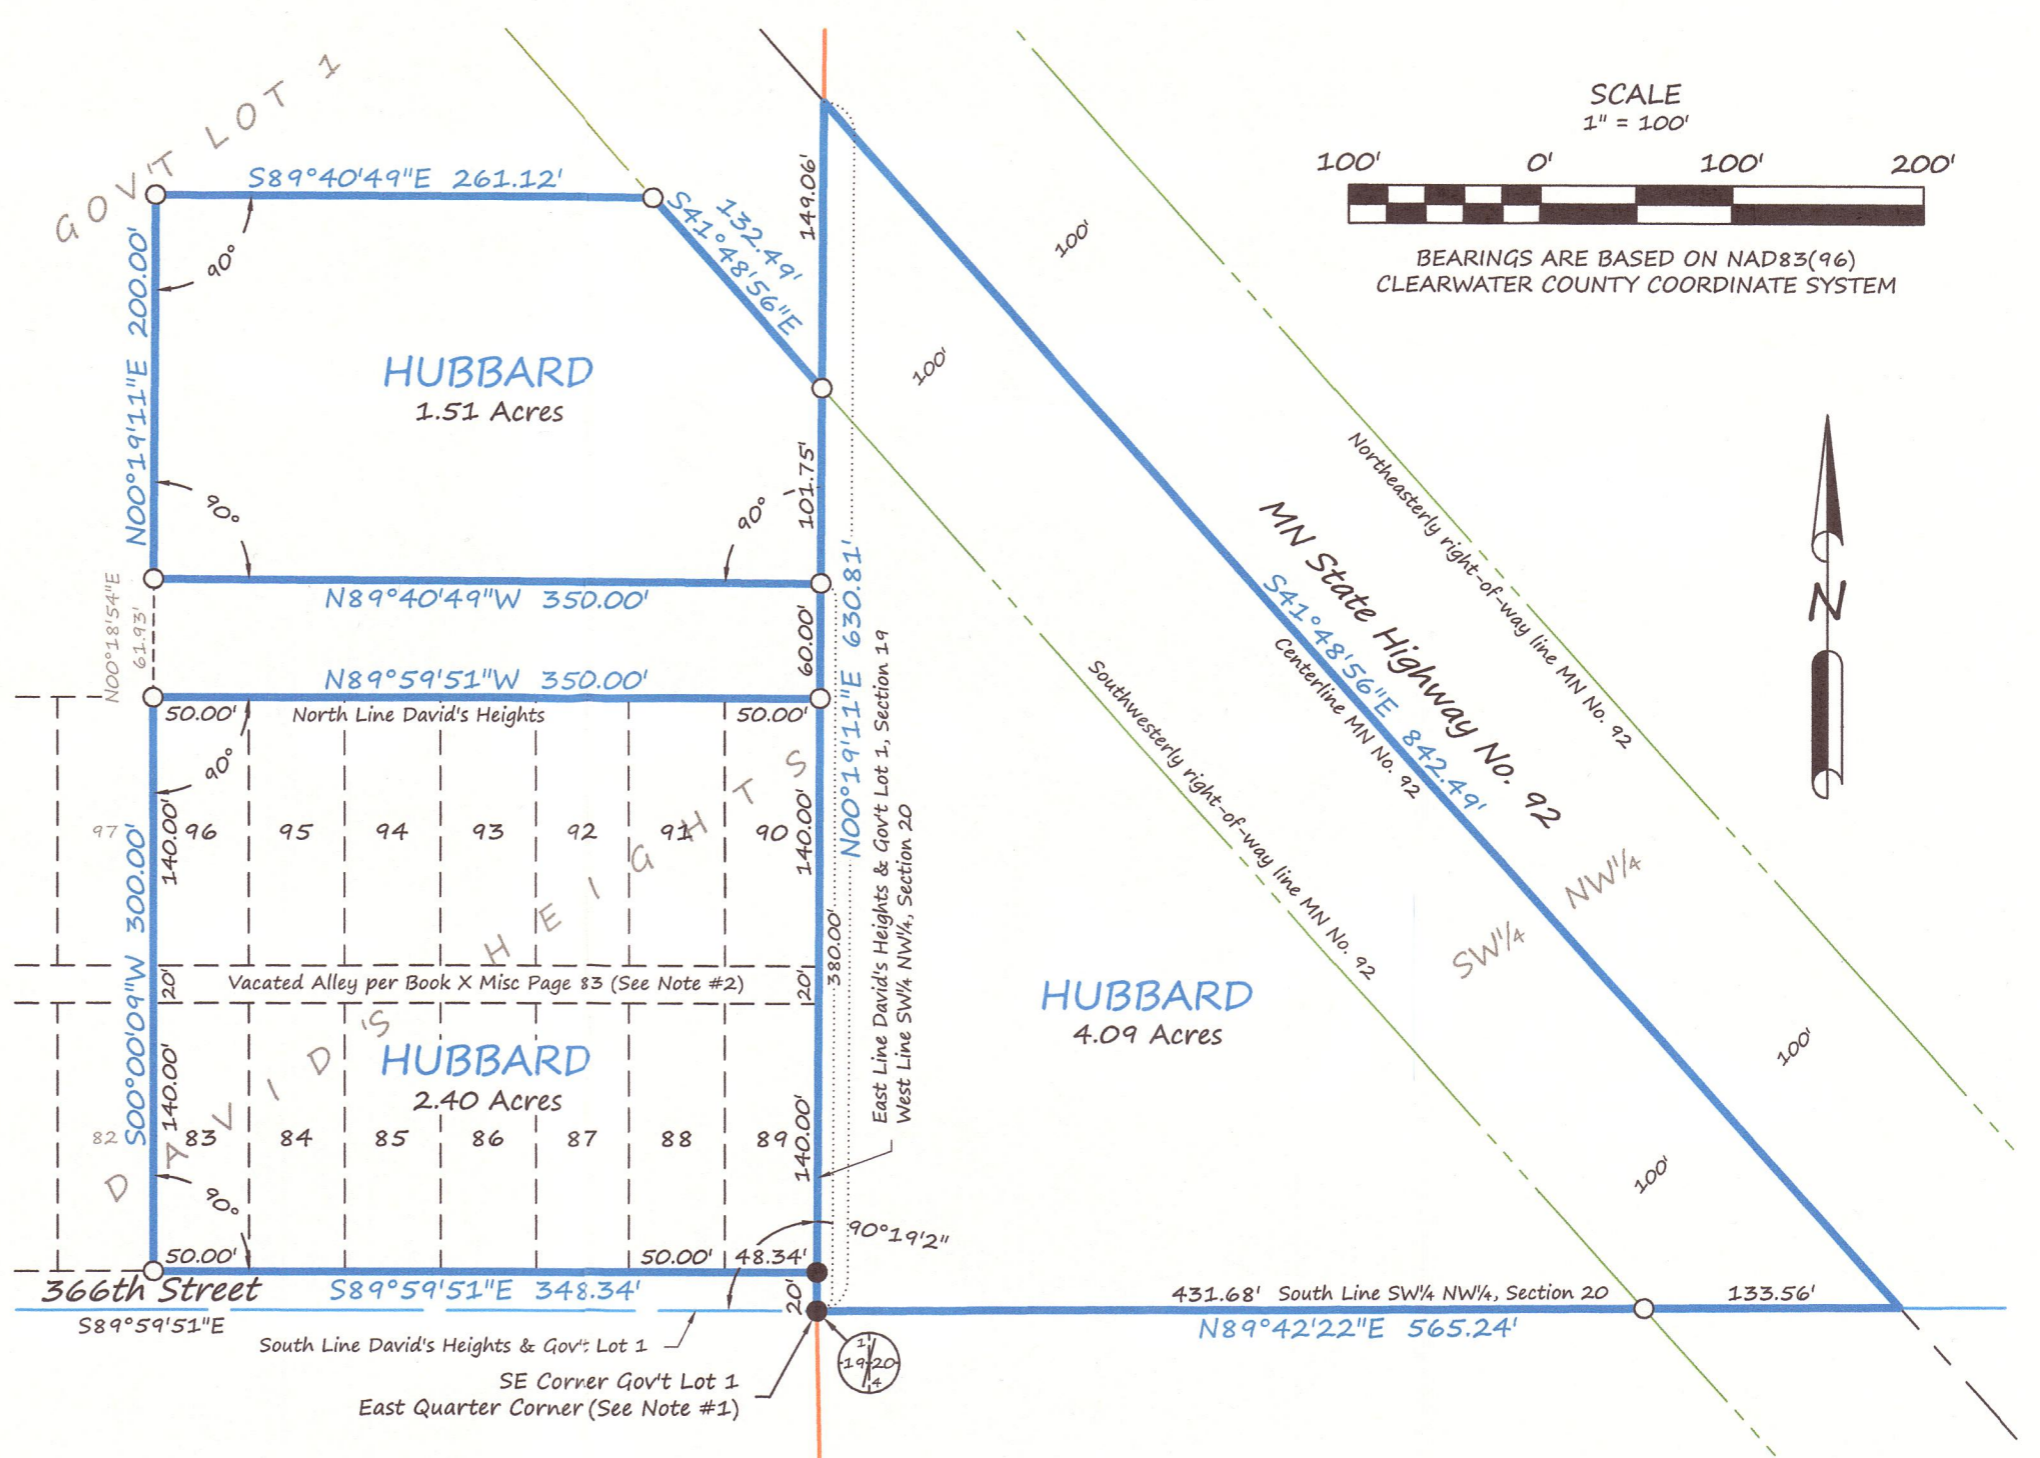 GOV'T LOT 1
SCALE
1" = 100'
100' 0' 100' 200'
BEARINGS ARE BASED ON NAD83(96)
CLEARWATER COUNTY COORDINATE SYSTEM
S89°40'49"E 261.12'
132.49'
S41°48'56"E
149.06'
100'
100'
N00°19'11"E 200.00'
90°
HUBBARD
1.51 Acres
90°
90°
101.75'
N89°40'49"W 350.00'
N00°18'54"E
61.93'
60.00'
N00°19'11"E 630.81'
N89°59'51"W 350.00'
50.00'
North Line David's Heights
50.00'
90°
Northeasterly right-of-way line MN No. 92
MN State Highway No. 92
S41°48'56"E 842.49'
Centerline MN No. 92
Southwesterly right-of-way line MN No. 92
N
East Line David's Heights & Gov't Lot 1, Section 19
West Line SW¼ NW¼, Section 20
97 96 95 94 93 92 91 90
140.00'
140.00'
S00°00'09"W 300.00'
380.00'
DAVID'S HEIGHTS
20'
Vacated Alley per Book X Misc Page 83 (See Note #2)
20'
SW¼ NW¼
HUBBARD
4.09 Acres
HUBBARD
2.40 Acres
140.00'
140.00'
82 83 84 85 86 87 88 89
100'
100'
90°
90°19'2"
50.00'
50.00'
48.34'
366th Street
S89°59'51"E 348.34'
20'
S89°59'51"E
431.68' South Line SW¼ NW¼, Section 20
133.56'
N89°42'22"E 565.24'
South Line David's Heights & Gov't Lot 1
1
19 20
4
SE Corner Gov't Lot 1
East Quarter Corner (See Note #1)